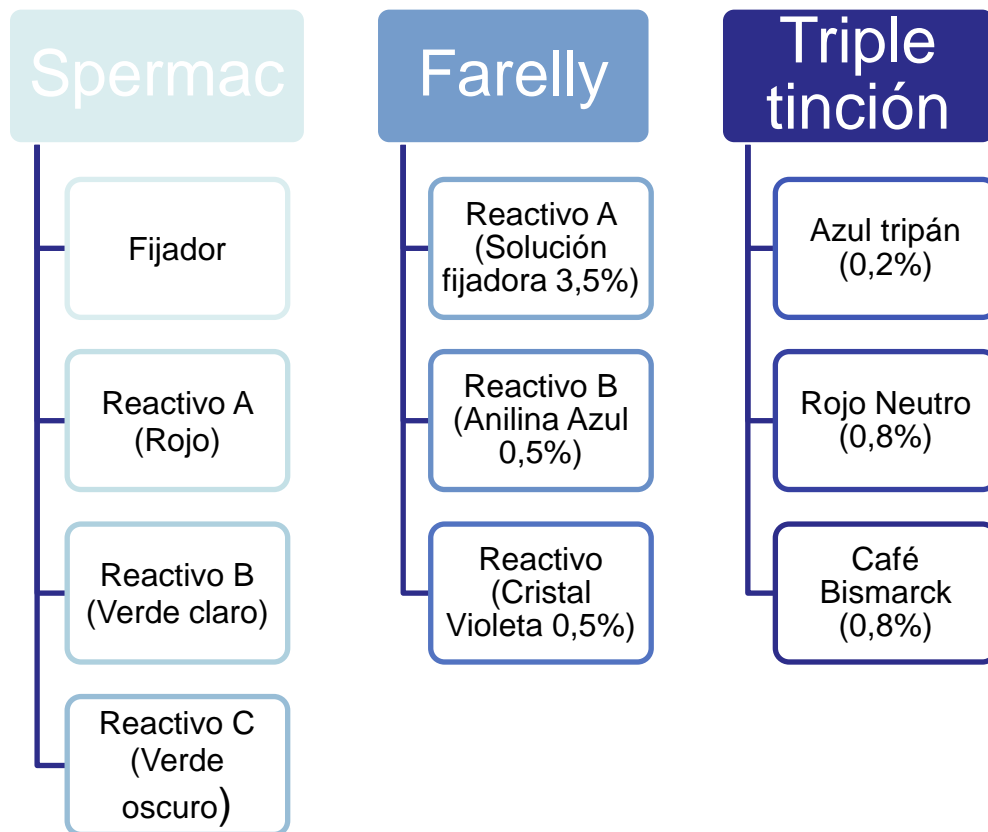 Spermac
Fijador
Reactivo A
(Rojo)
Reactivo B
(Verde claro)
Reactivo C
(Verde
oscuro)
Farelly
Reactivo A
(Solución
fijadora 3,5%)
Reactivo B
(Anilina Azul
0,5%)
Reactivo
(Cristal
Violeta 0,5%)
Triple
tinción
Azul tripán
(0,2%)
Rojo Neutro
(0,8%)
Café
Bismarck
(0,8%)